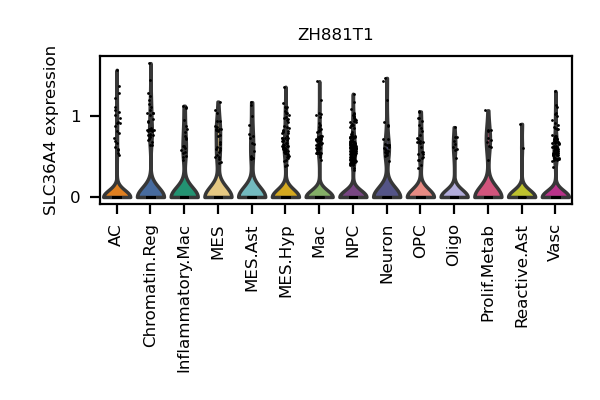 ZH881T1
SLC36A4 expression
1
0
AC
Chromatin.Reg
Inflammatory.Mac
MES
MES.Ast
MES.Hyp
Mac
NPC
Neuron
OPC
Oligo
Prolif.Metab
Reactive.Ast
Vasc